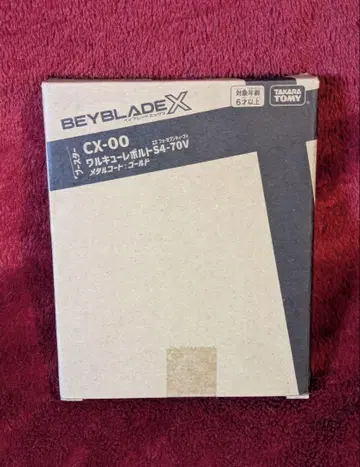 BEYBLADE X
ベイブレードエックス
対象年齢
6才以上
TAKARA
TOMY
ブースター
CX-00
ワルキューレボルトS4-70V
メタルコート:ゴールド